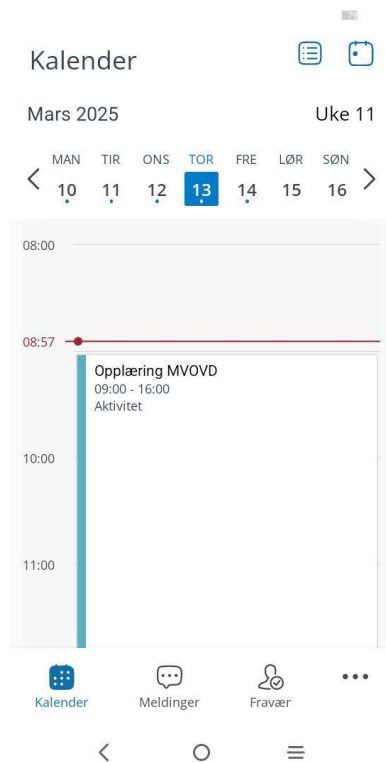 Kalender
Mars 2025
Uke 11
MAN TIR ONS TOR FRE LØR SØN
10 11 12 13 14 15 16
08:00
08:57
Opplæring MVOVD
09:00 - 16:00
Aktivitet
10:00
11:00
Kalender Meldinger Fravær